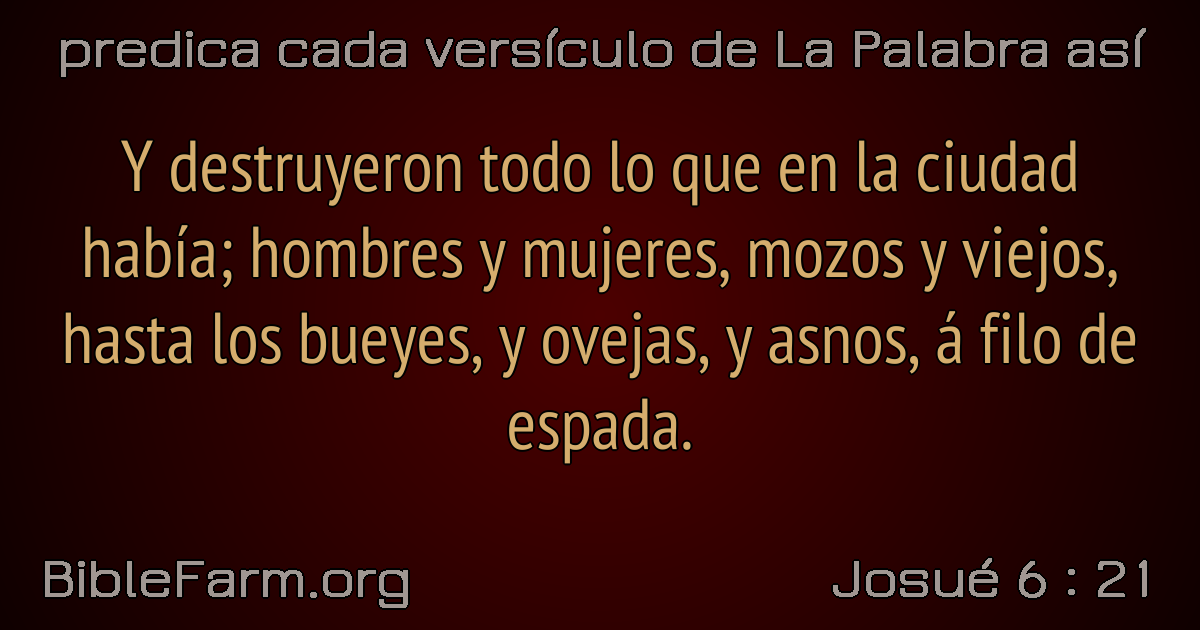 predica cada versículo de La Palabra así
Y destruyeron todo lo que en la ciudad
había; hombres y mujeres, mozos y viejos,
hasta los bueyes, y ovejas, y asnos, á filo de
espada.
BibleFarm.org
Josué 6 : 21